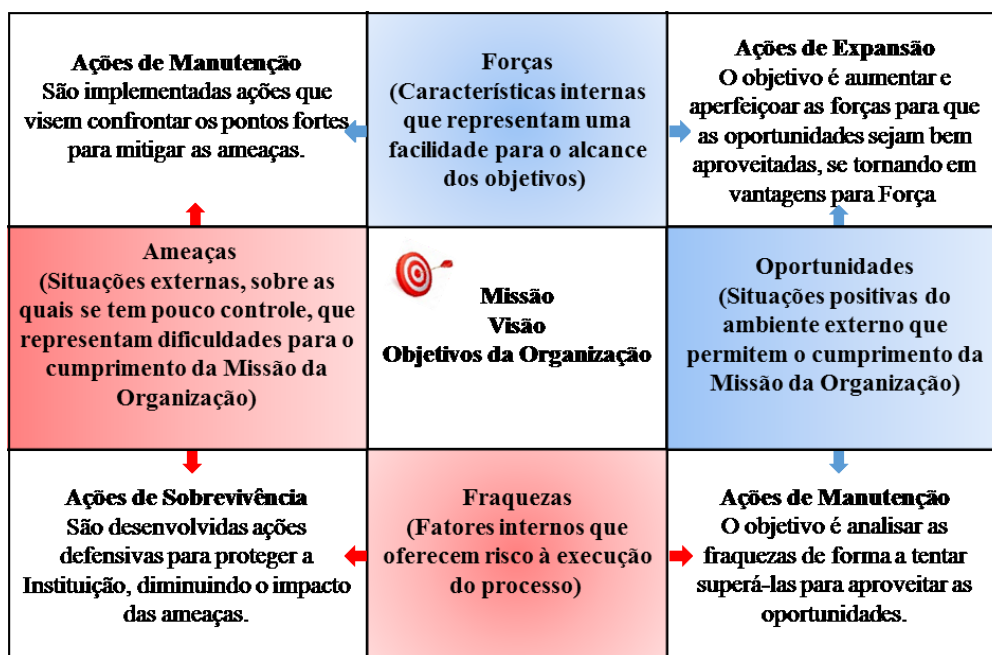 Ações de Manutenção
São implementadas ações que
visem confrontar os pontos fortes
para mitigar as ameaças.
Forças
(Características internas
que representam uma
facilidade para o alcance
dos objetivos)
Ações de Expansão
O objetivo é aumentar e
aperfeiçoar as forças para que
as oportunidades sejam bem
aproveitadas, se tornando em
vantagens para Força
Ameaças
(Situações externas, sobre as
quais se tem pouco controle, que
representam dificuldades para o
cumprimento da Missão da
Organização)
Missão
Visão
Objetivos da Organização
Oportunidades
(Situações positivas do
ambiente externo que
permitem o cumprimento da
Missão da Organização)
Ações de Sobrevivência
São desenvolvidas ações
defensivas para proteger a
Instituição, diminuindo o impacto
das ameaças.
Fraquezas
(Fatores internos que
oferecem risco à execução
do processo)
Ações de Manutenção
O objetivo é analisar as
fraquezas de forma a tentar
superá-las para aproveitar as
oportunidades.